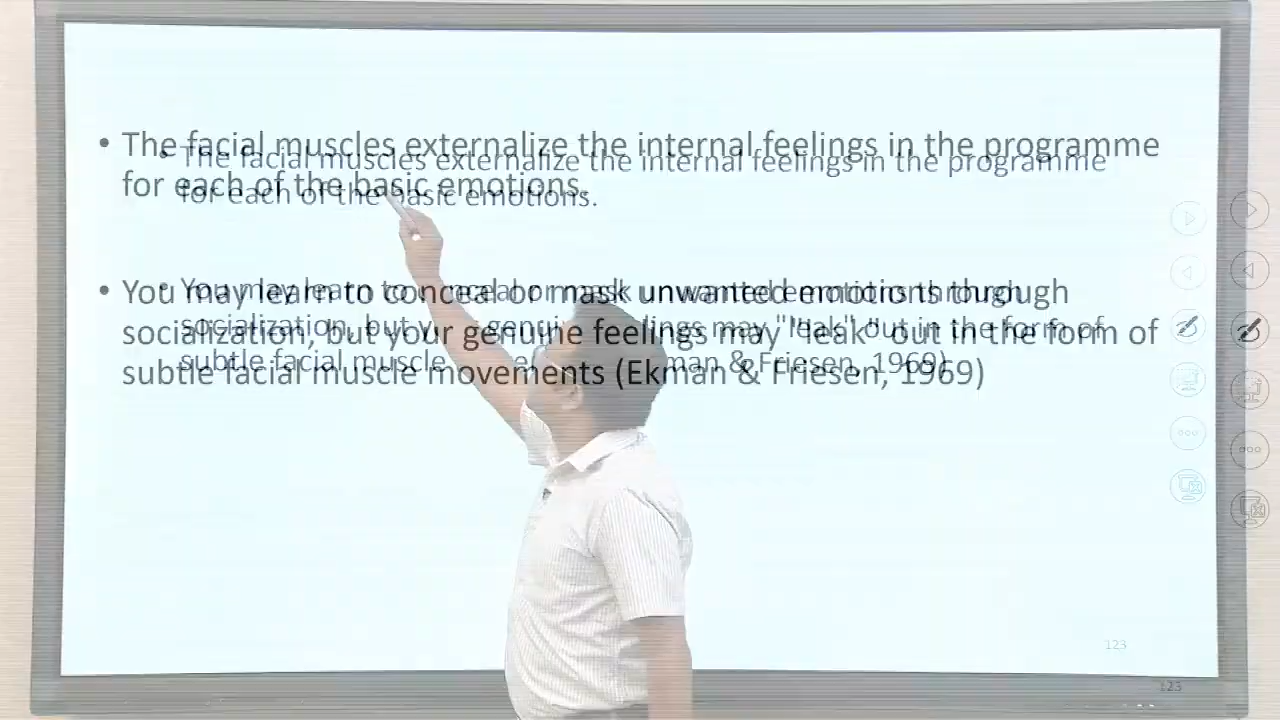 • The facial muscles externalize the internal feelings in the programme
for each of the basic emotions.
• You may learn to conceal or mask unwanted emotions through
socialization, but your genuine feelings may "leak" out in the form of
subtle facial muscle movements (Ekman & Friesen, 1969)
123
123